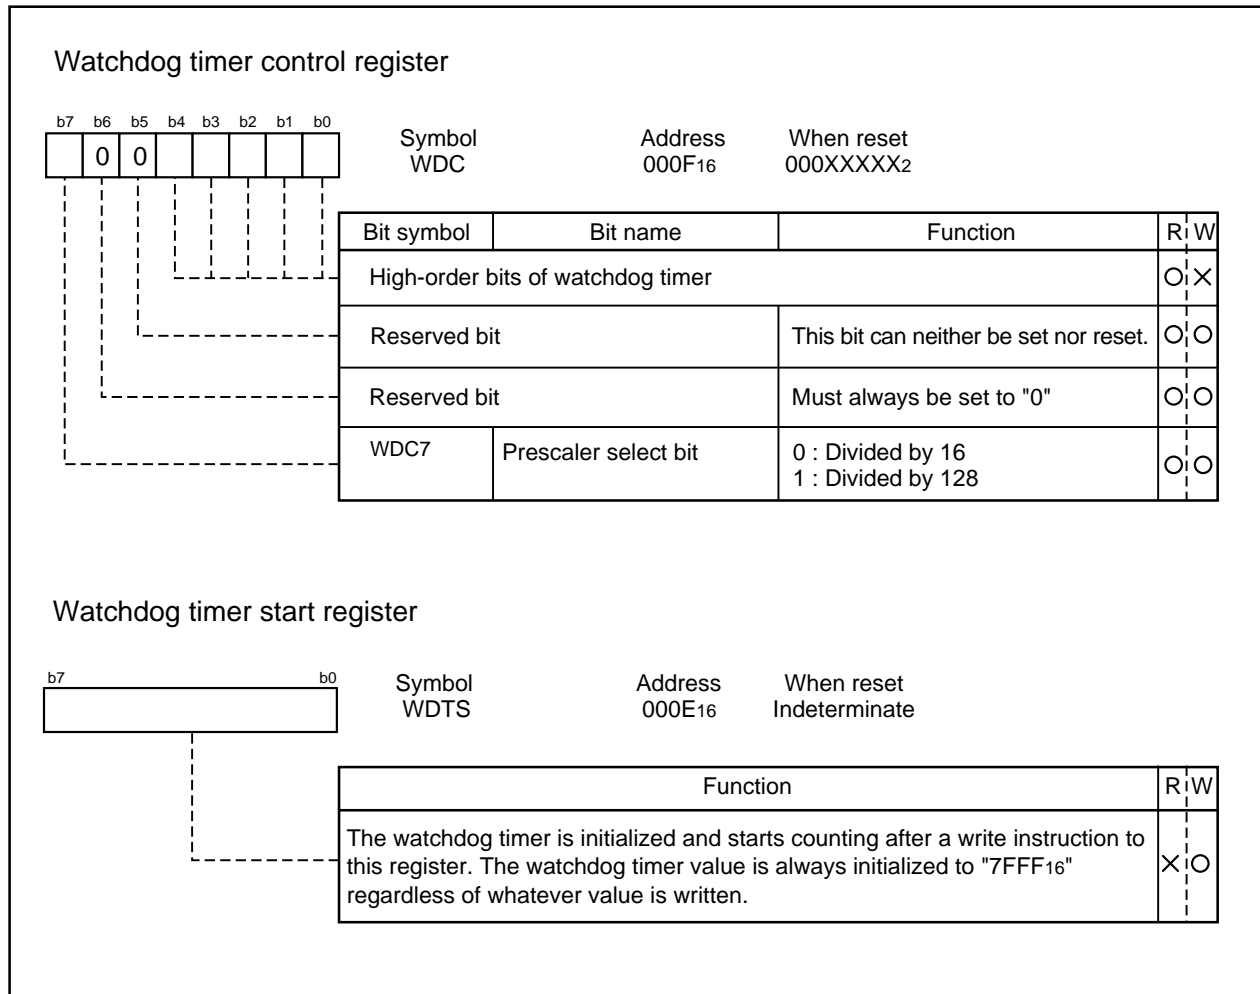 Watchdog timer control register
b7 b6 b5 b4 b3 b2 b1 b0
0 0
Symbol Address When reset
WDC 000F16 000XXXXX2
Bit symbol Bit name Function R W
High-order bits of watchdog timer
Reserved bit This bit can neither be set nor reset.
Reserved bit Must always be set to "0"
WDC7 Prescaler select bit 0 : Divided by 16
1 : Divided by 128
Watchdog timer start register
b7 b0
Symbol Address When reset
WDTS 000E16 Indeterminate
Function R W
The watchdog timer is initialized and starts counting after a write instruction to
this register. The watchdog timer value is always initialized to "7FFF16"
regardless of whatever value is written.